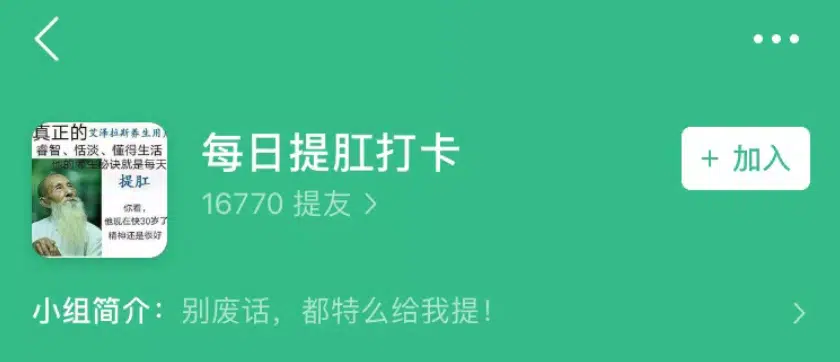 真正的 艾泽拉斯养生用
睿智、恬淡、懂得生活
秘诀就是每天
提肛
你看，
他现在快30岁了
精神还是很好
每日提肛打卡
16770 提友 >
+ 加入
小组简介：别废话，都特么给我提！ >